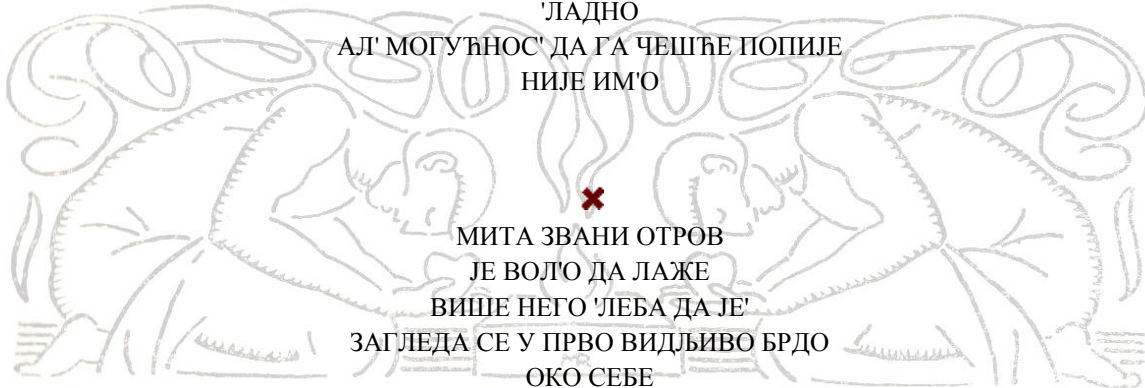 'ЛАДНО
АЛ' МОГУЋНОС' ДА ГА ЧЕШЋЕ ПОПИЈЕ
НИЈЕ ИМ'О
МИТА ЗВАНИ ОТРОВ
ЈЕ ВОЛ'О ДА ЛАЖЕ
ВИШЕ НЕГО 'ЛЕБА ДА ЈЕ'
ЗАГЛЕДА СЕ У ПРВО ВИДЉИВО БРДО
ОКО СЕБЕ